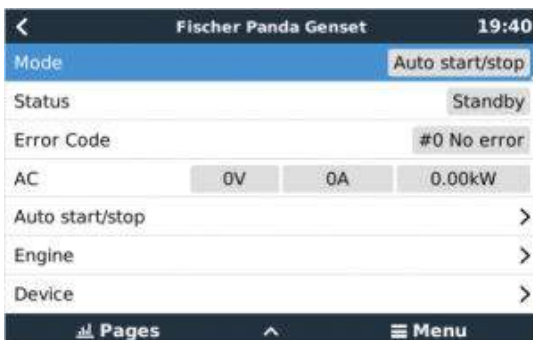 Fischer Panda Genset 19:40
Mode Auto start/stop
Status Standby
Error Code #0 No error
AC 0V 0A 0.00kW
Auto start/stop
Engine
Device
Pages Menu